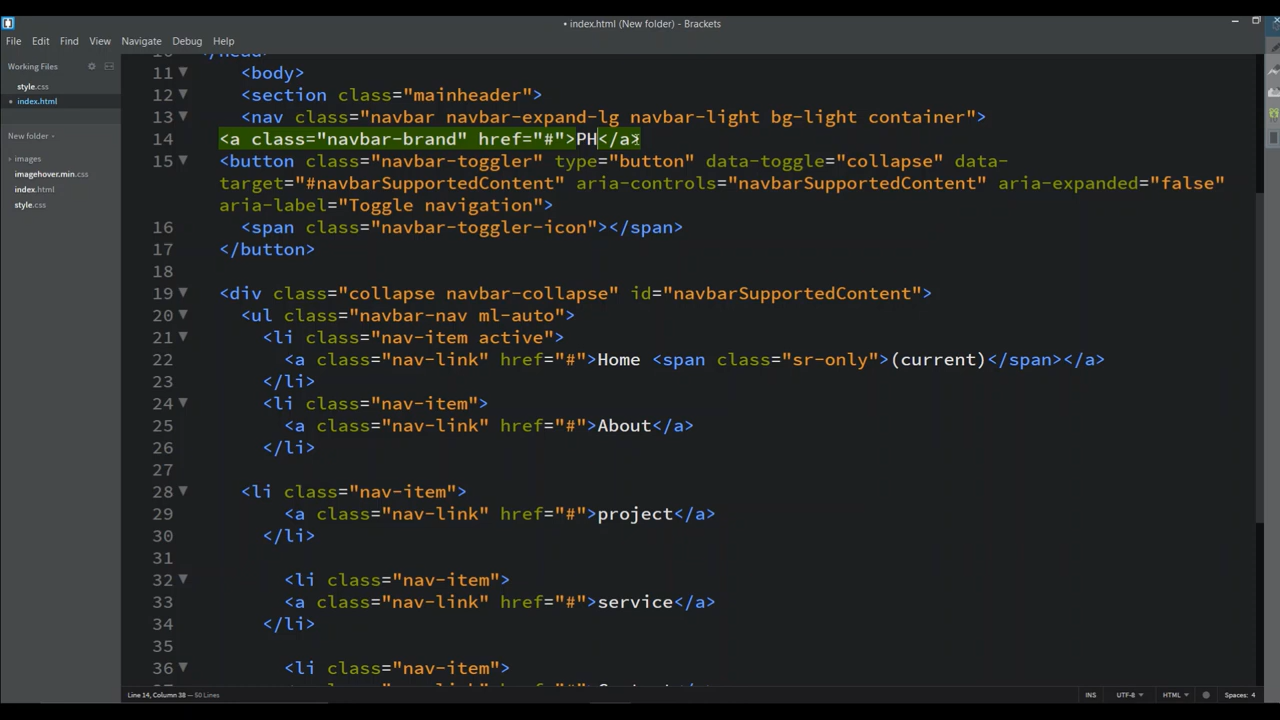 • index.html (New folder) - Brackets
File Edit Find View Navigate Debug Help
Working Files
style.css
• index.html
New folder
images
imagehover.min.css
index.html
style.css
11 <body>
12 <section class="mainheader">
13 <nav class="navbar navbar-expand-lg navbar-light bg-light container">
14 <a class="navbar-brand" href="#">PH</a>
15 <button class="navbar-toggler" type="button" data-toggle="collapse" data-
target="#navbarSupportedContent" aria-controls="navbarSupportedContent" aria-expanded="false"
aria-label="Toggle navigation">
16 <span class="navbar-toggler-icon"></span>
17 </button>
18
19 <div class="collapse navbar-collapse" id="navbarSupportedContent">
20 <ul class="navbar-nav ml-auto">
21 <li class="nav-item active">
22 <a class="nav-link" href="#">Home <span class="sr-only">(current)</span></a>
23 </li>
24 <li class="nav-item">
25 <a class="nav-link" href="#">About</a>
26 </li>
27
28 <li class="nav-item">
29 <a class="nav-link" href="#">project</a>
30 </li>
31
32 <li class="nav-item">
33 <a class="nav-link" href="#">service</a>
34 </li>
35
36 <li class="nav-item">
Line 14, Column 38 — 50 Lines
INS UTF-8 HTML Spaces: 4